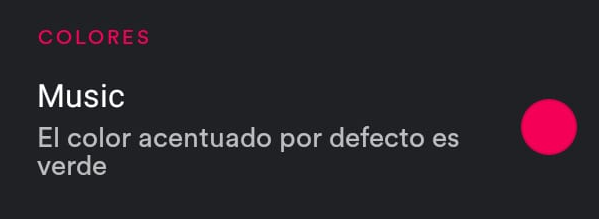 COLORES
Music
El color acentuado por defecto es
verde